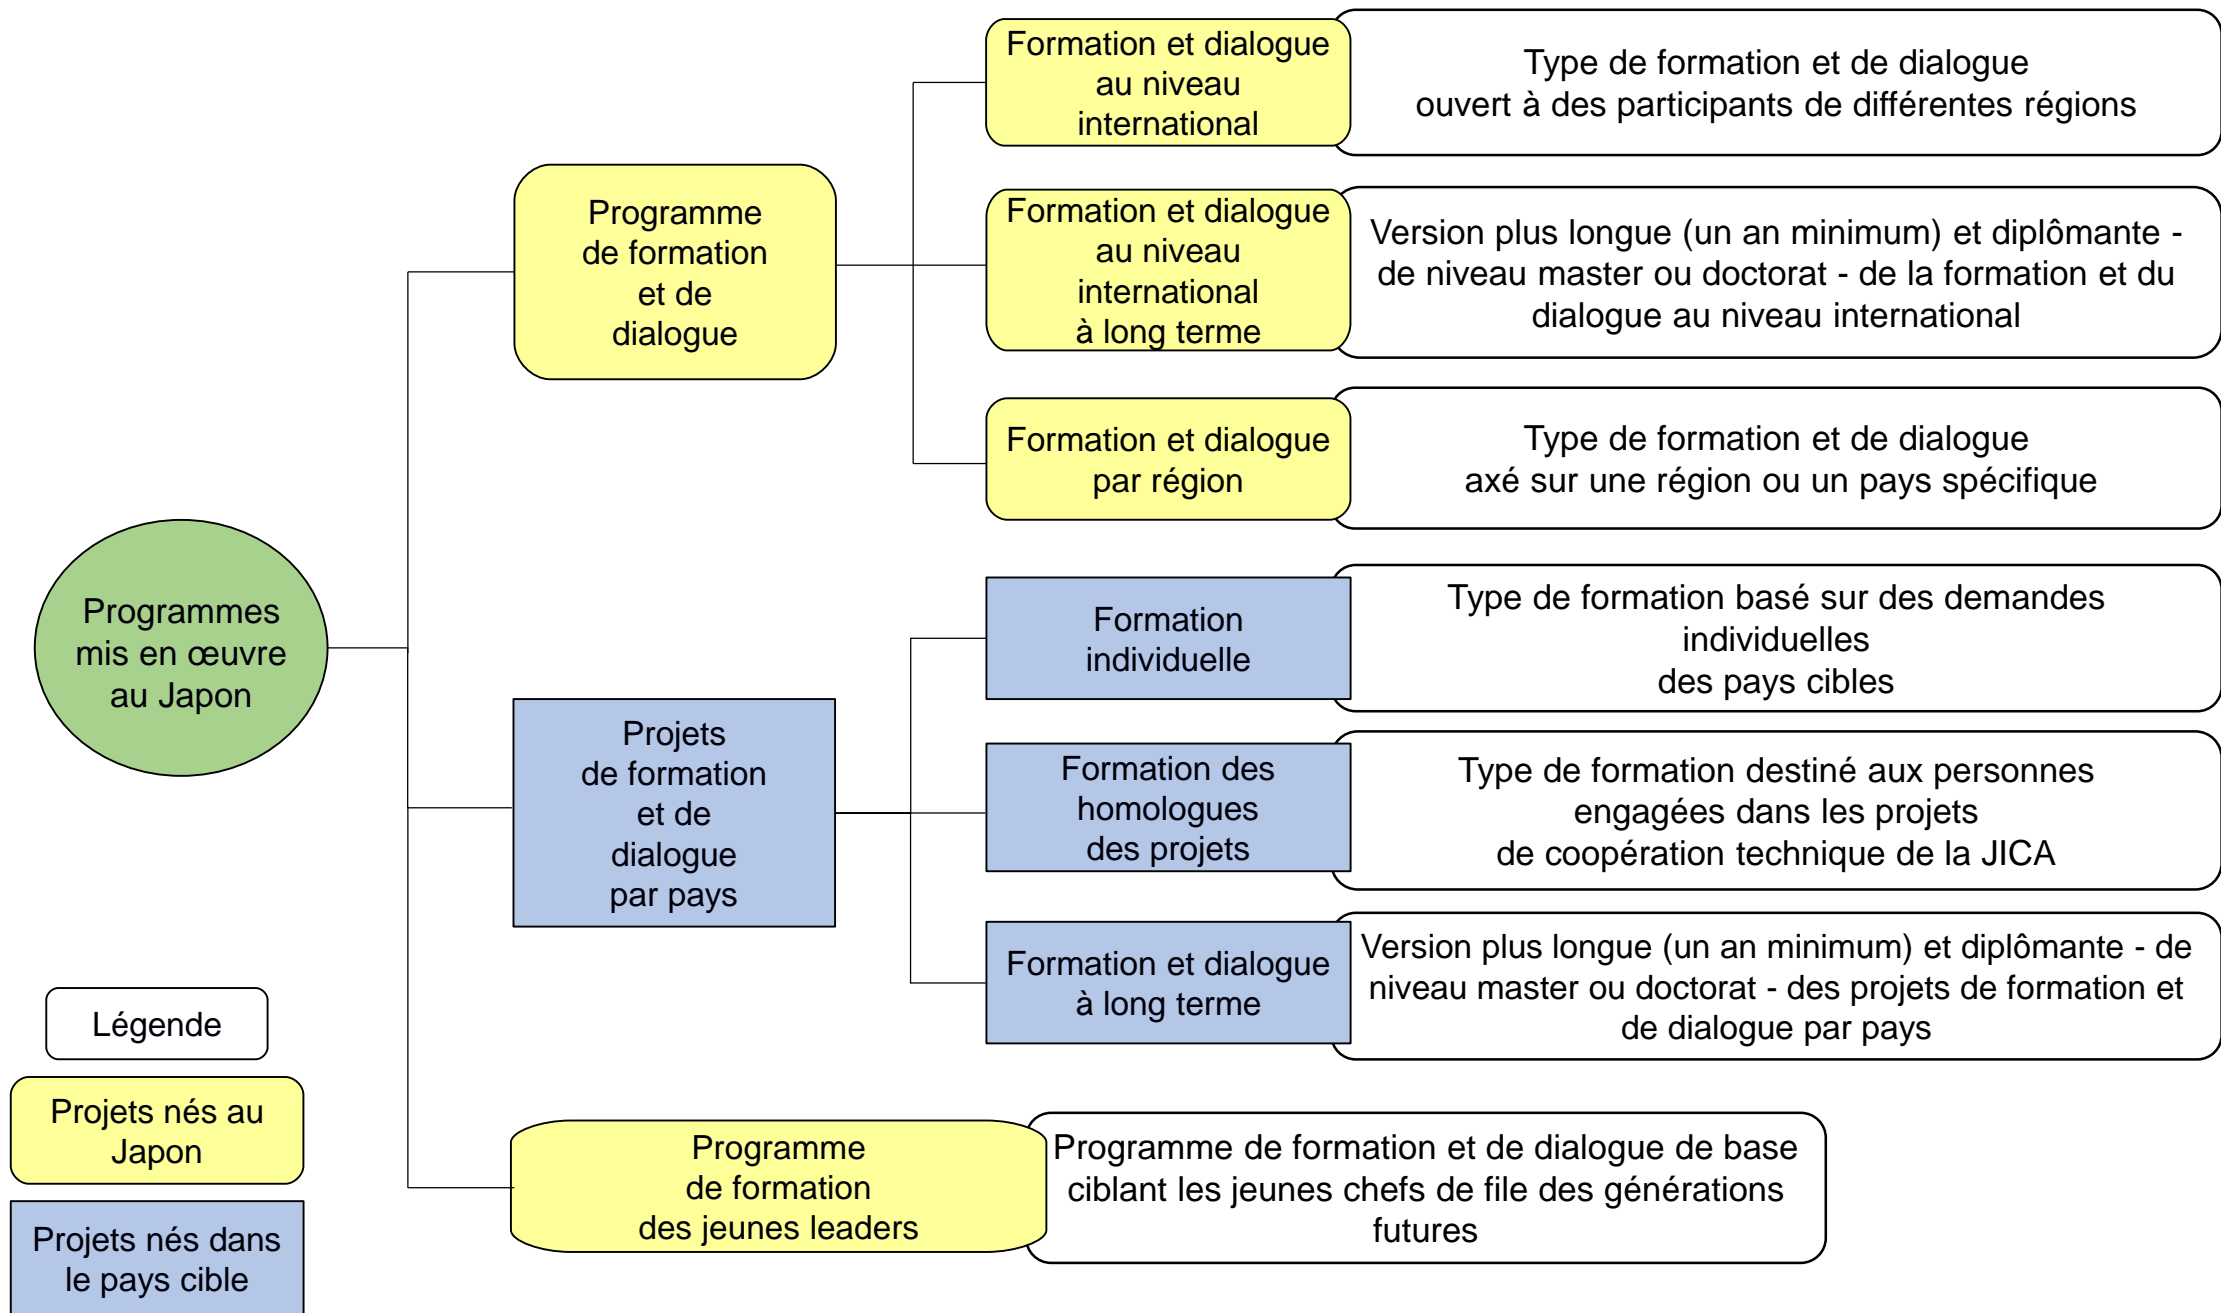 Programmes
mis en œuvre
au Japon
Programme
de formation
et de
dialogue
Formation et dialogue
au niveau
international
Type de formation et de dialogue
ouvert à des participants de différentes régions
Formation et dialogue
au niveau
international
à long terme
Version plus longue (un an minimum) et diplômante -
de niveau master ou doctorat - de la formation et du
dialogue au niveau international
Formation et dialogue
par région
Type de formation et de dialogue
axé sur une région ou un pays spécifique
Projets
de formation
et de
dialogue
par pays
Formation
individuelle
Type de formation basé sur des demandes
individuelles
des pays cibles
Formation des
homologues
des projets
Type de formation destiné aux personnes
engagées dans les projets
de coopération technique de la JICA
Formation et dialogue
à long terme
Version plus longue (un an minimum) et diplômante - de
niveau master ou doctorat - des projets de formation et
de dialogue par pays
Programme
de formation
des jeunes leaders
Programme de formation et de dialogue de base
ciblant les jeunes chefs de file des générations
futures
Légende
Projets nés au
Japon
Projets nés dans
le pays cible